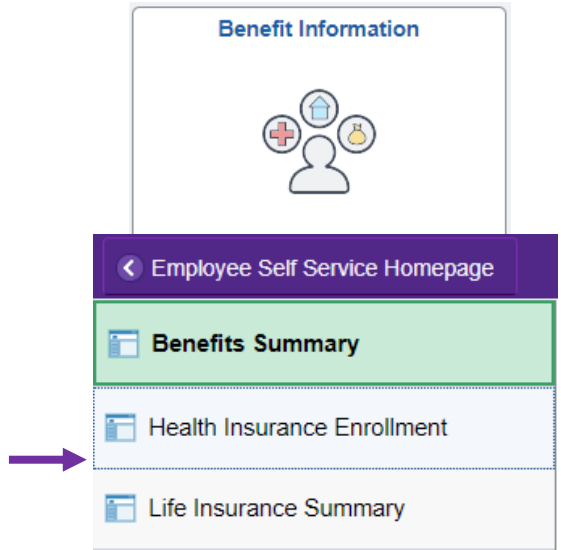 Benefit Information
Employee Self Service Homepage
Benefits Summary
Health Insurance Enrollment
Life Insurance Summary